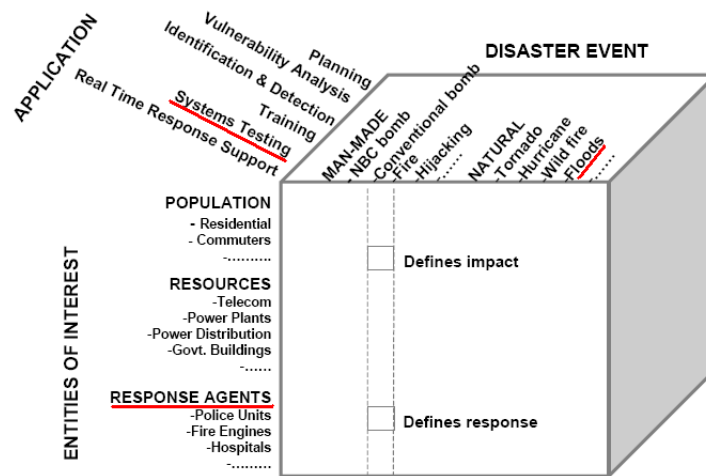 APPLICATION
Planning
Vulnerability Analysis
Identification & Detection
Training
Systems Testing
Real Time Response Support
DISASTER EVENT
MAN-MADE
- NBC bomb
-Conventional bomb
-Fire
-Hijacking
-......
NATURAL
-Tornado
-Hurricane
-Wild fire
-Floods
-......
ENTITIES OF INTEREST
POPULATION
- Residential
- Commuters
-..........
RESOURCES
-Telecom
-Power Plants
-Power Distribution
-Govt. Buildings
-......
RESPONSE AGENTS
-Police Units
-Fire Engines
-Hospitals
-.........
Defines impact
Defines response